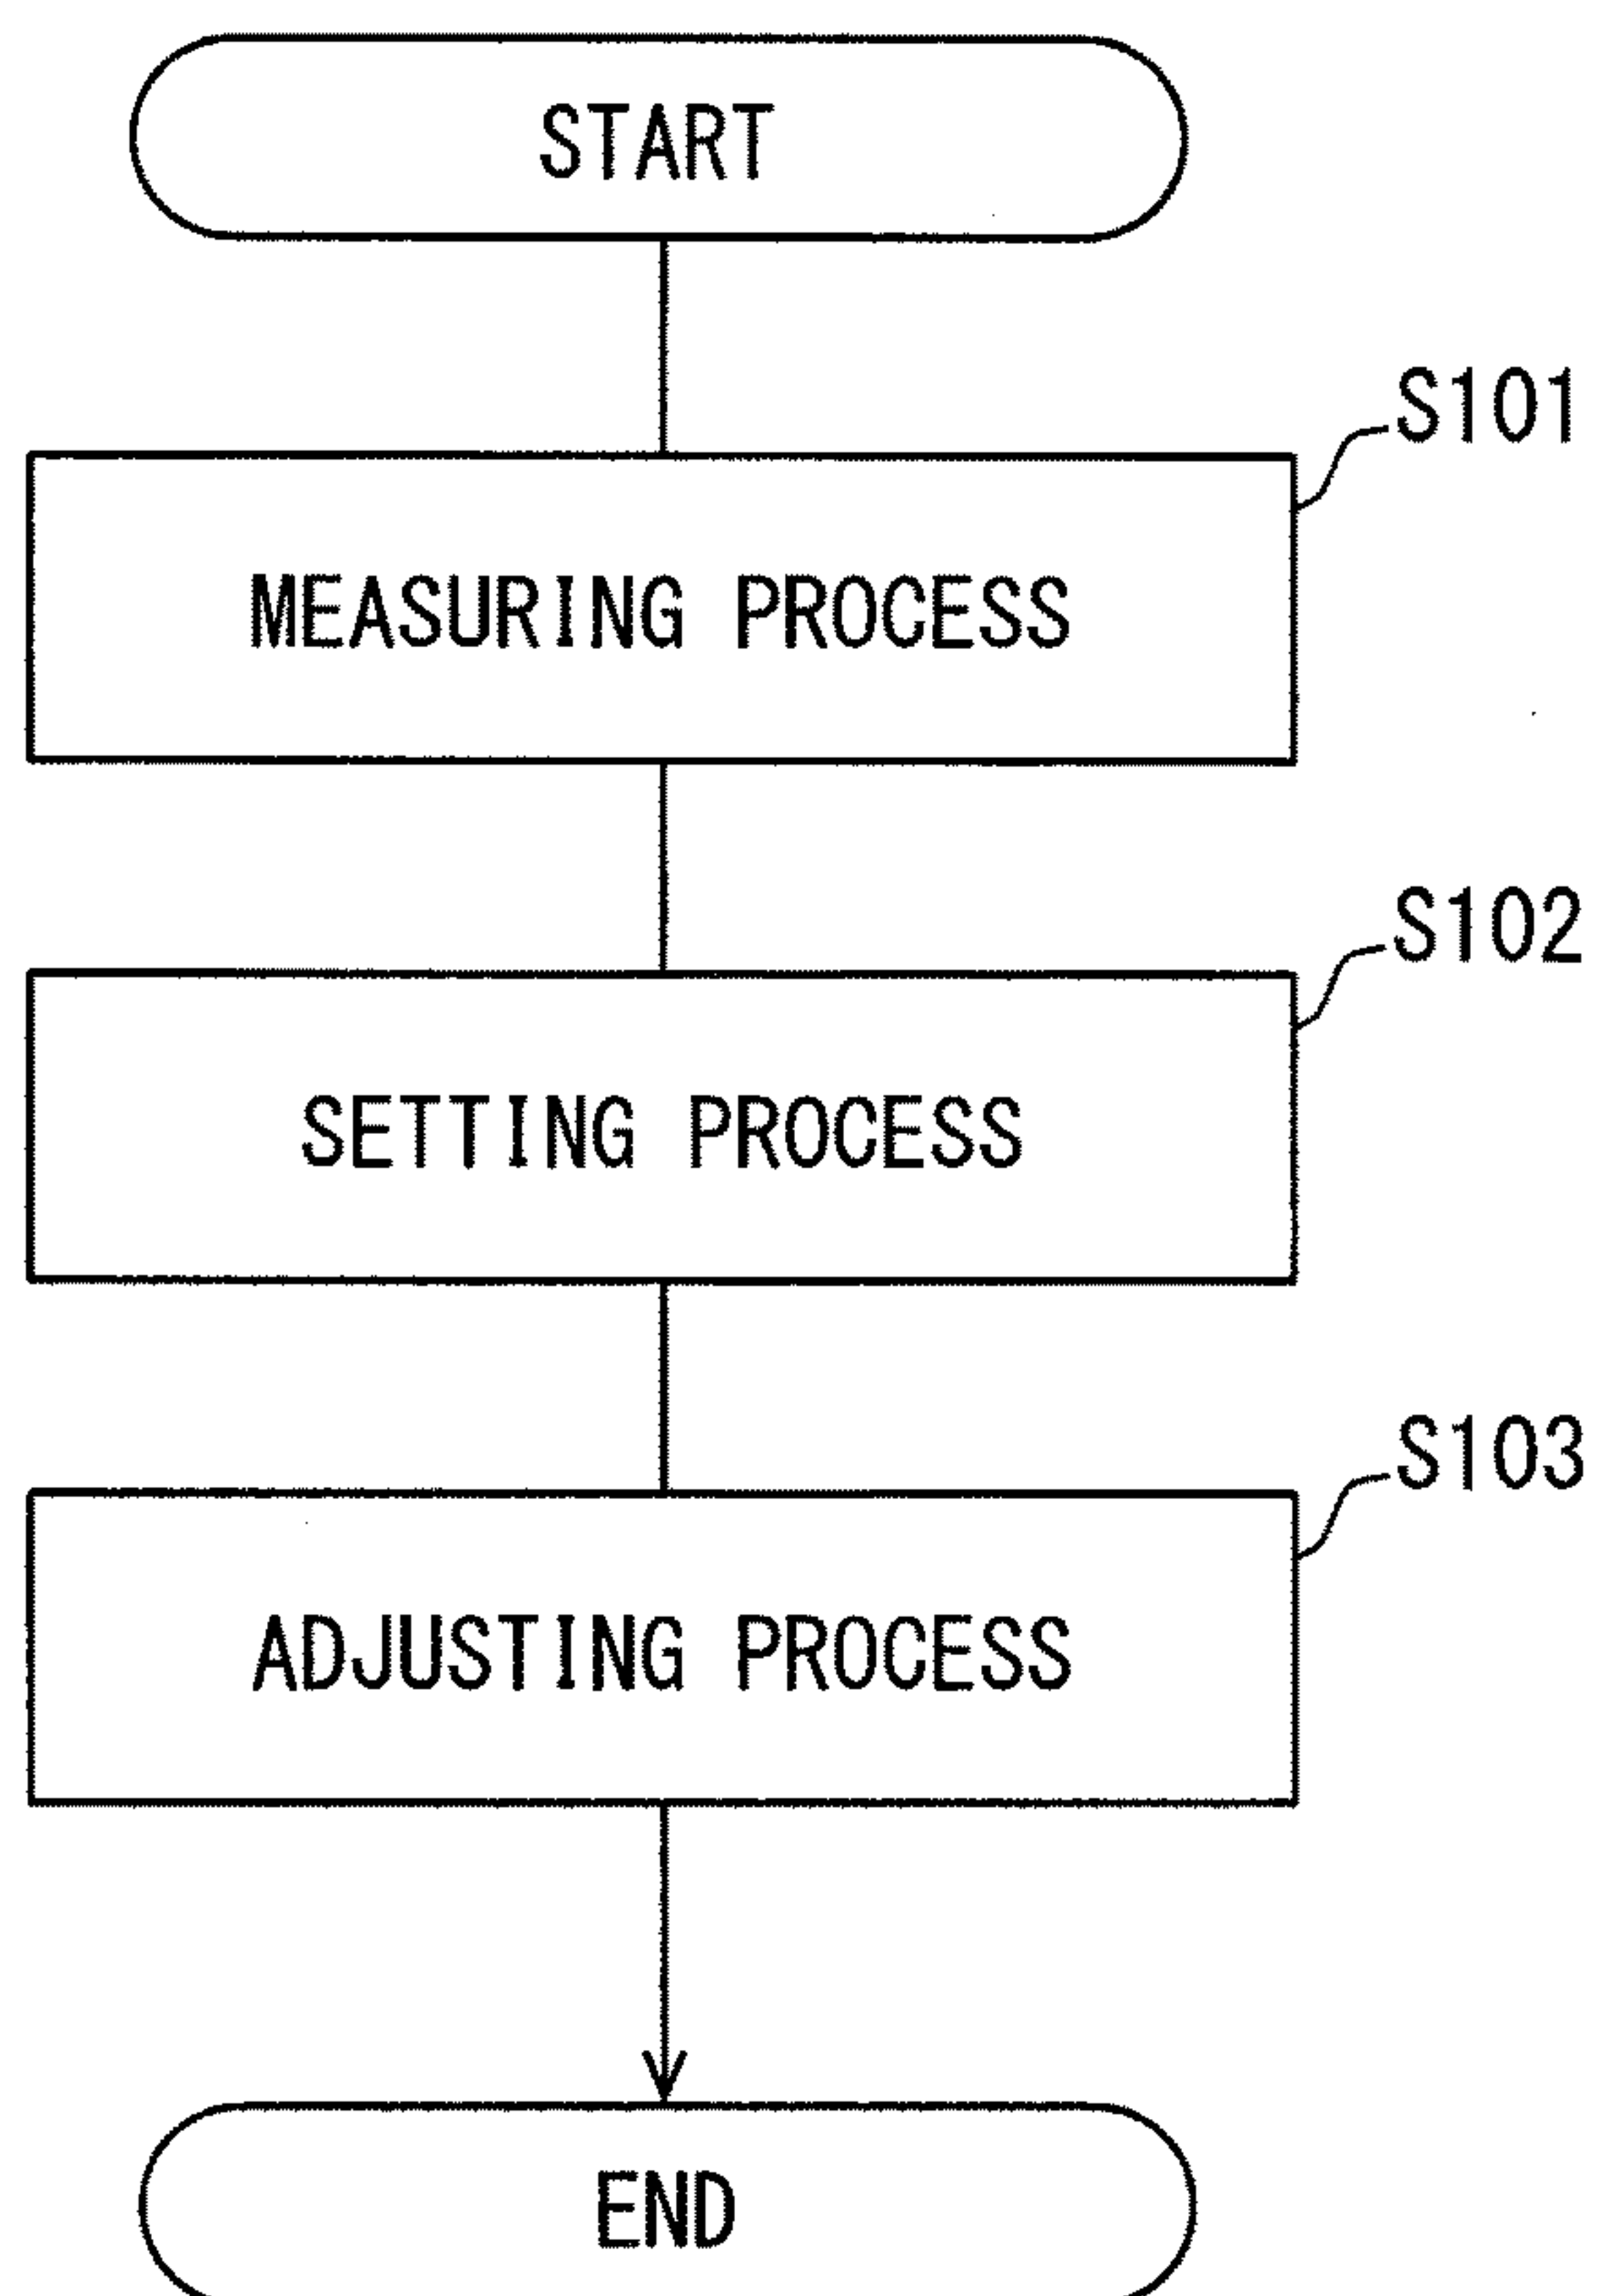 START
S101
MEASURING PROCESS
S102
SETTING PROCESS
S103
ADJUSTING PROCESS
END